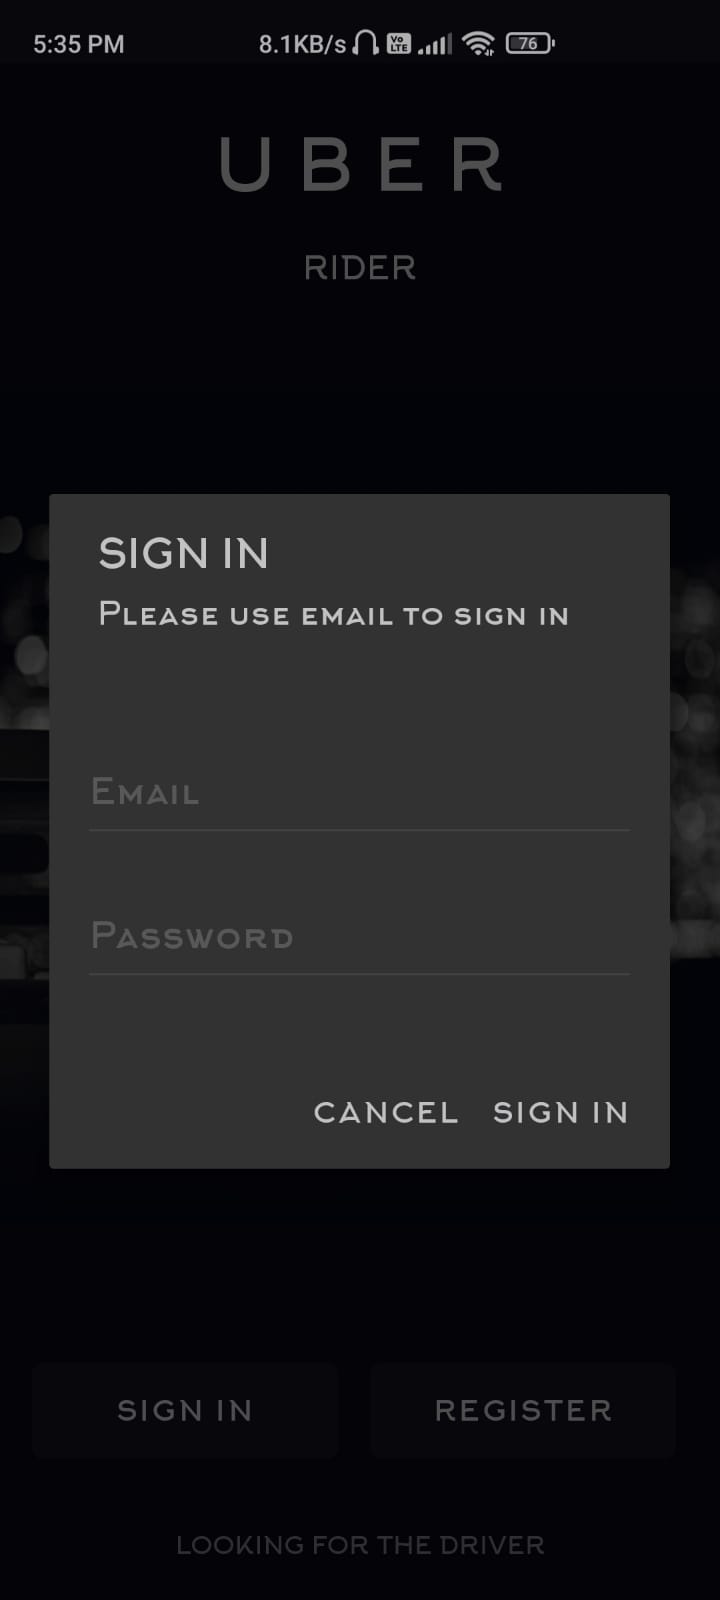 5:35 PM 8.1KB/s Vo LTE 76
UBER
RIDER
SIGN IN
Please use email to sign in
Email
Password
CANCEL SIGN IN
SIGN IN REGISTER
LOOKING FOR THE DRIVER